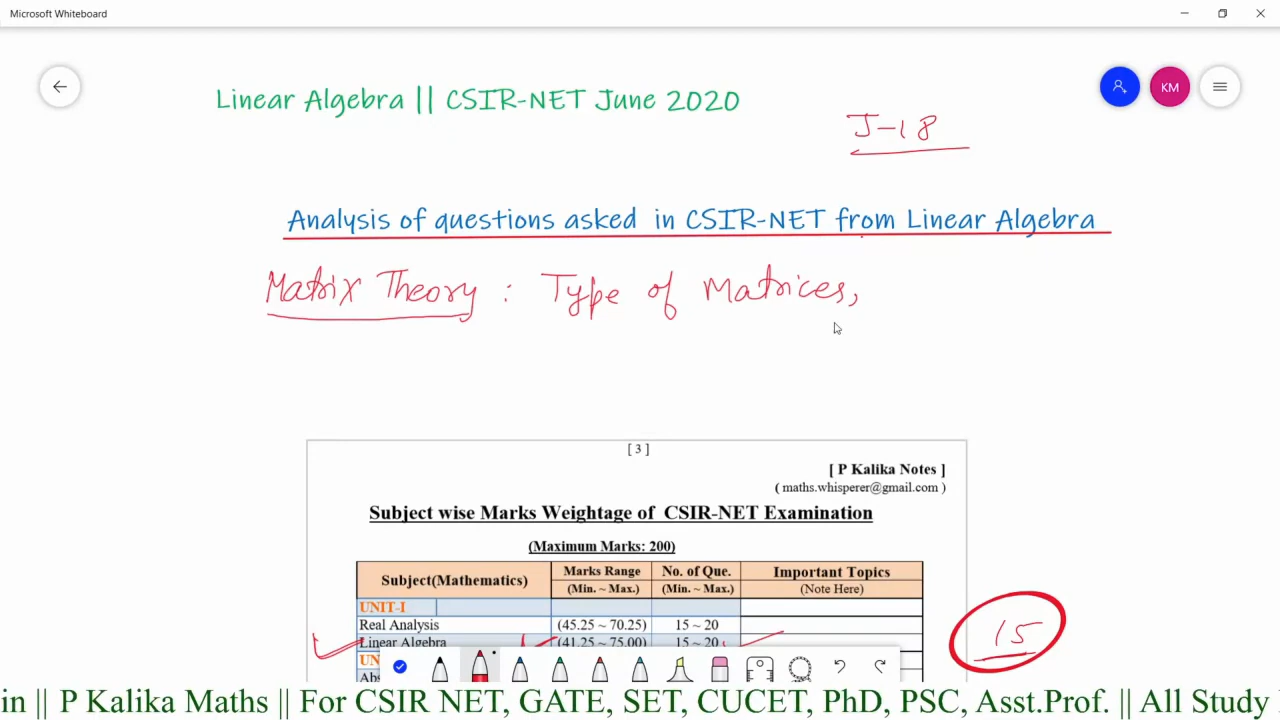 Microsoft Whiteboard
Linear Algebra || CSIR-NET June 2020
KM
J-18
Analysis of questions asked in CSIR-NET from Linear Algebra
Matrix Theory : Type of Matrices,
[ 3 ]
[ P Kalika Notes ]
( maths.whisperer@gmail.com )
Subject wise Marks Weightage of CSIR-NET Examination
(Maximum Marks: 200)
Subject(Mathematics) Marks Range No. of Que. Important Topics
(Min. ~ Max.) (Min. ~ Max.) (Note Here)
UNIT-I
Real Analysis (45.25 ~ 70.25) 15 ~ 20
Linear Algebra (41.25 ~ 75.00) 15 ~ 20
15
UN
Abs
in || P Kalika Maths || For CSIR NET, GATE, SET, CUCET, PhD, PSC, Asst.Prof. || All Study